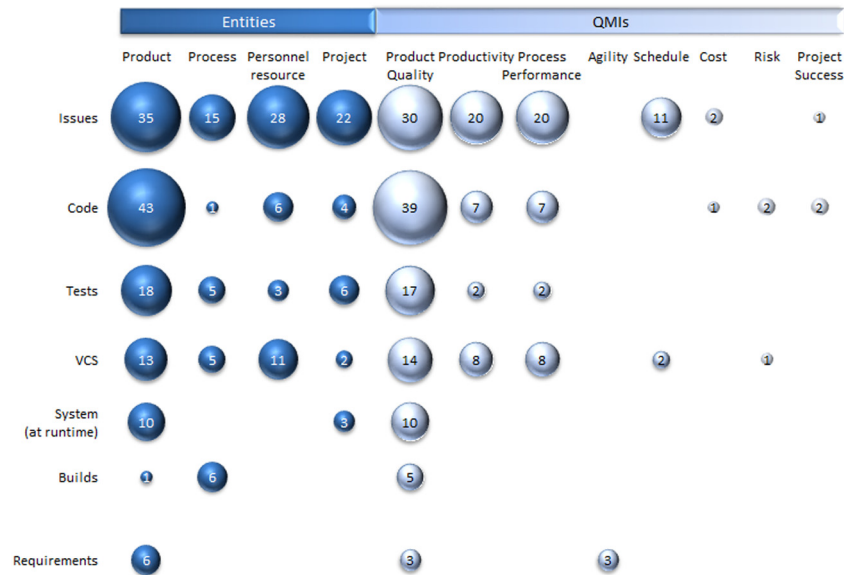 Entities QMIs
Product Process Personnel resource Project Product Quality Productivity Process Performance Agility Schedule Cost Risk Project Success
Issues 35 15 28 22 30 20 20 11 2 1
Code 43 1 6 4 39 7 7 1 2 2
Tests 18 5 3 6 17 2 2
VCS 13 5 11 2 14 8 8 2 1
System
(at runtime) 10 3 10
Builds 1 6 5
Requirements 6 3 3